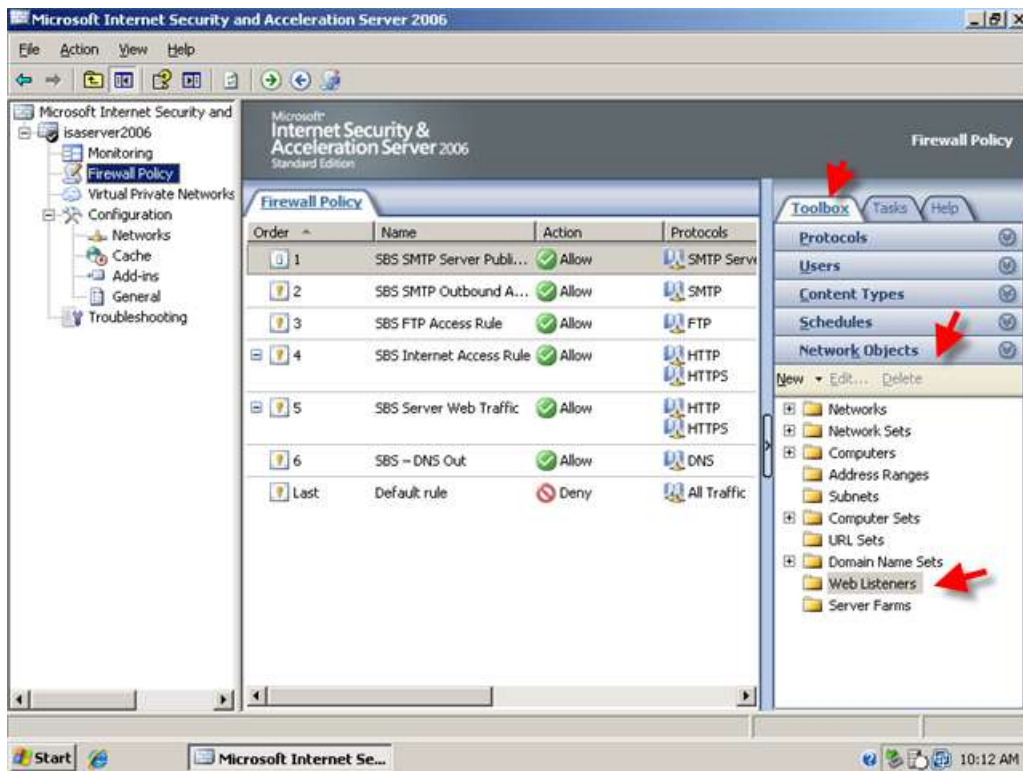 Microsoft Internet Security and Acceleration Server 2006
File Action View Help
Microsoft Internet Security and
isaserver2006
Monitoring
Firewall Policy
Virtual Private Networks
Configuration
Networks
Cache
Add-ins
General
Troubleshooting
Microsoft
Internet Security &
Acceleration Server 2006
Standard Edition
Firewall Policy
Firewall Policy
Order Name Action Protocols
1 SBS SMTP Server Publi... Allow SMTP Serve
2 SBS SMTP Outbound A... Allow SMTP
3 SBS FTP Access Rule Allow FTP
4 SBS Internet Access Rule Allow HTTP
HTTPS
5 SBS Server Web Traffic Allow HTTP
HTTPS
6 SBS – DNS Out Allow DNS
Last Default rule Deny All Traffic
Toolbox Tasks Help
Protocols
Users
Content Types
Schedules
Network Objects
New Edit... Delete
Networks
Network Sets
Computers
Address Ranges
Subnets
Computer Sets
URL Sets
Domain Name Sets
Web Listeners
Server Farms
Start Microsoft Internet Se... 10:12 AM